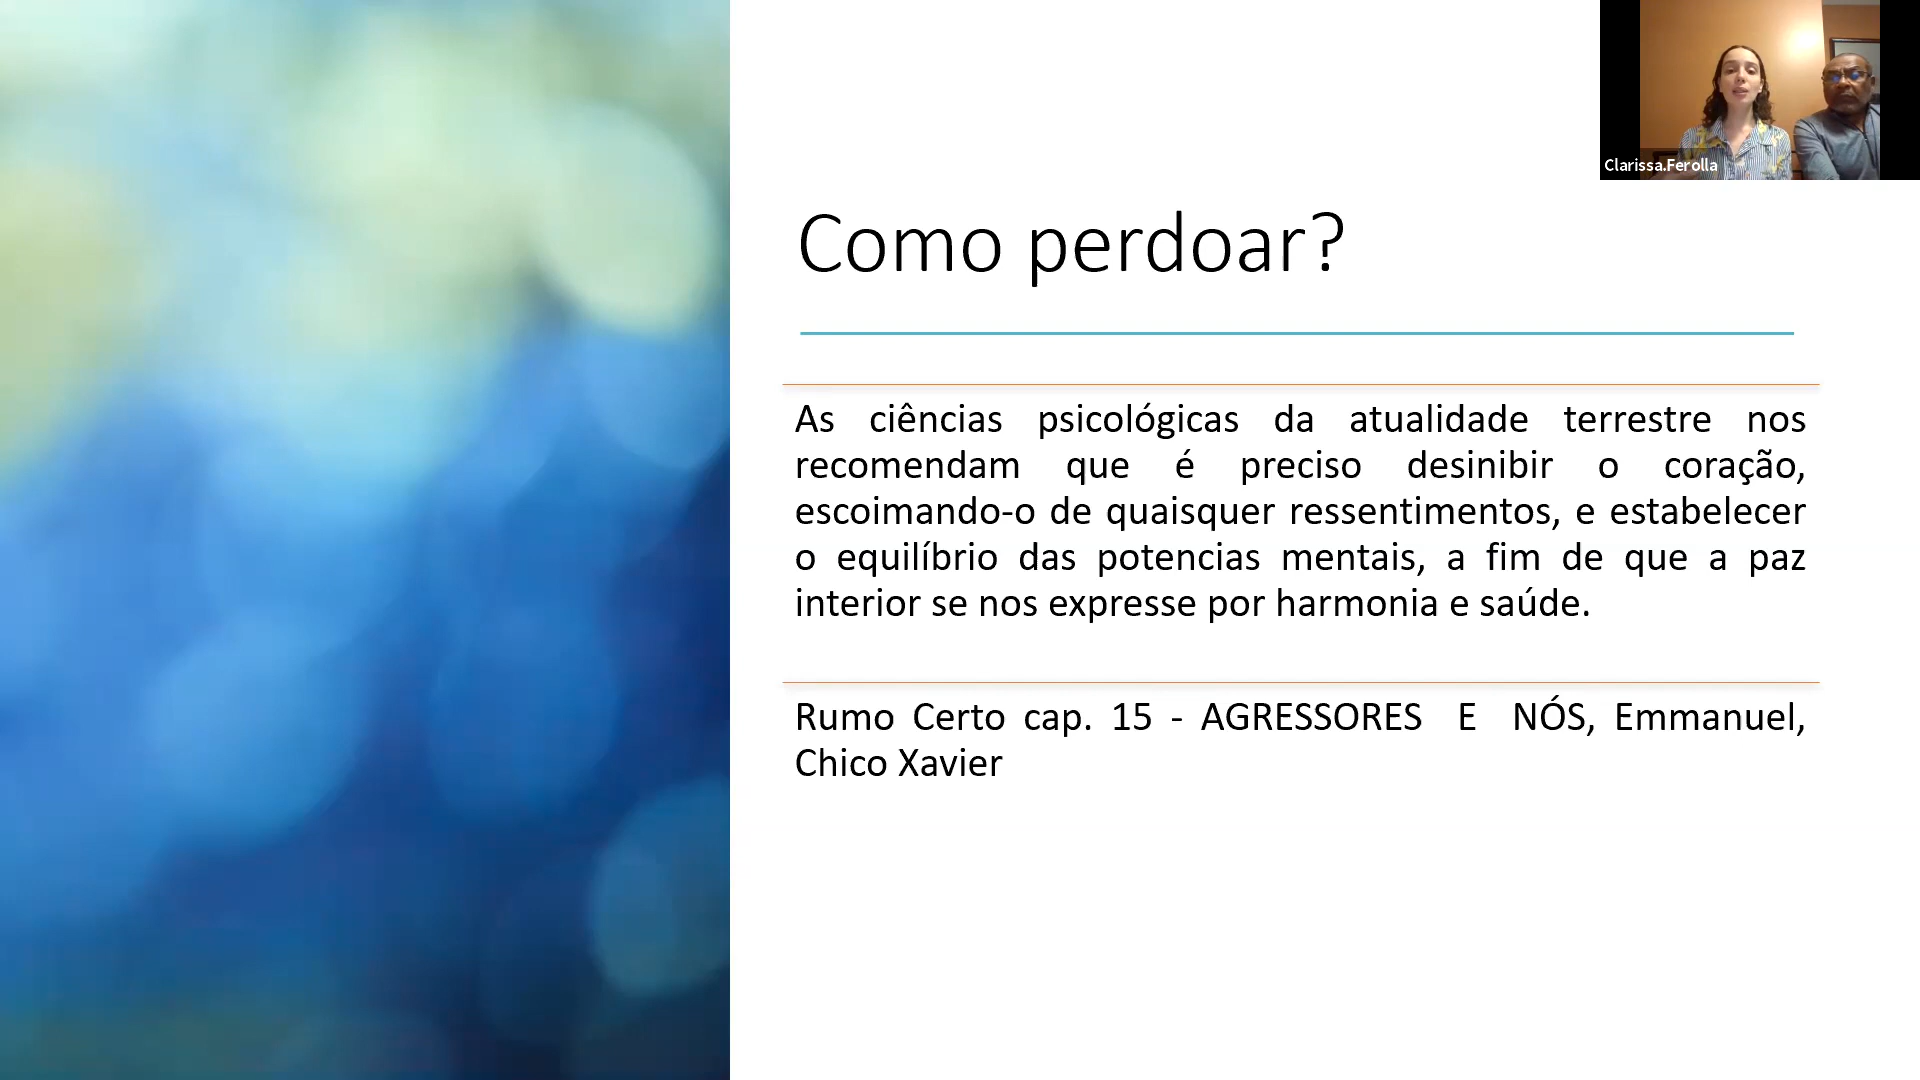 Clarissa.Ferolla
Como perdoar?
As ciências psicológicas da atualidade terrestre nos
recomendam que é preciso desinibir o coração,
escoimando-o de quaisquer ressentimentos, e estabelecer
o equilíbrio das potencias mentais, a fim de que a paz
interior se nos expresse por harmonia e saúde.
Rumo Certo cap. 15 - AGRESSORES E NÓS, Emmanuel,
Chico Xavier